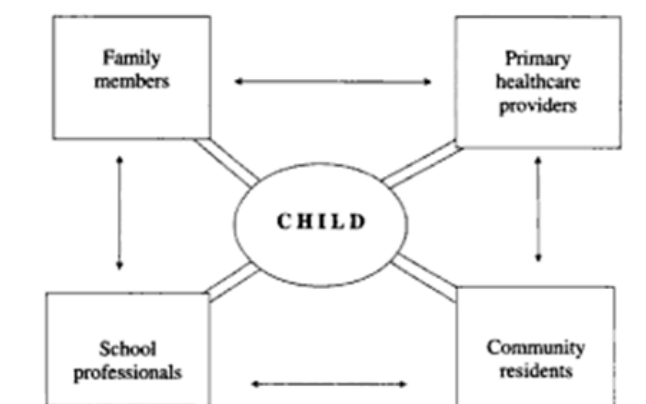 Family
members
Primary
healthcare
providers
CHILD
School
professionals
Community
residents